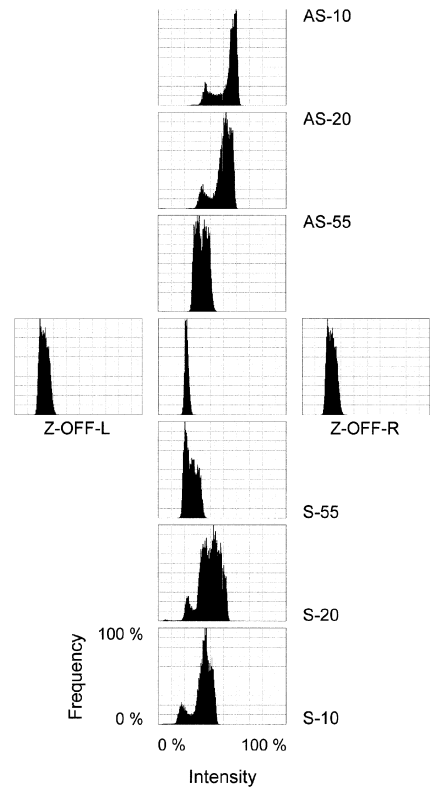 AS-10
AS-20
AS-55
Z-OFF-L
Z-OFF-R
S-55
S-20
100 %
Frequency
0 %
S-10
0 %
100 %
Intensity